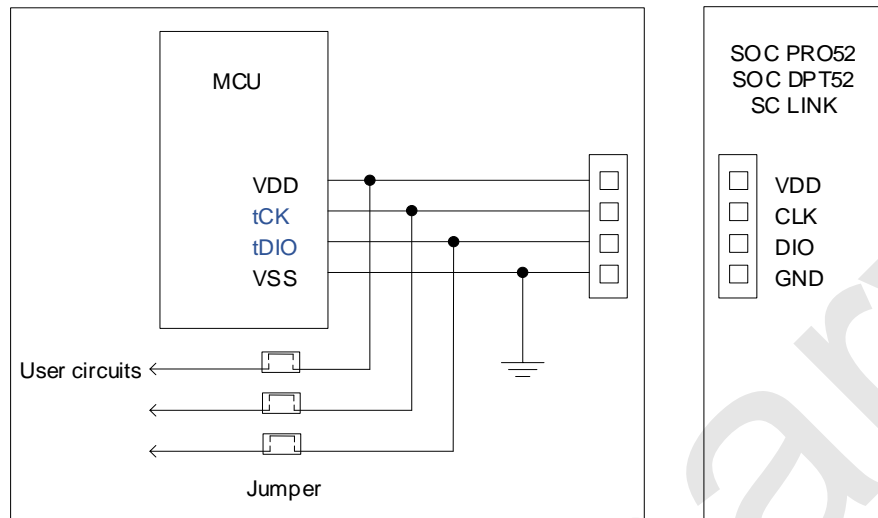 MCU
VDD
tCK
tDIO
VSS
User circuits
Jumper
SOC PRO52
SOC DPT52
SC LINK
VDD
CLK
DIO
GND